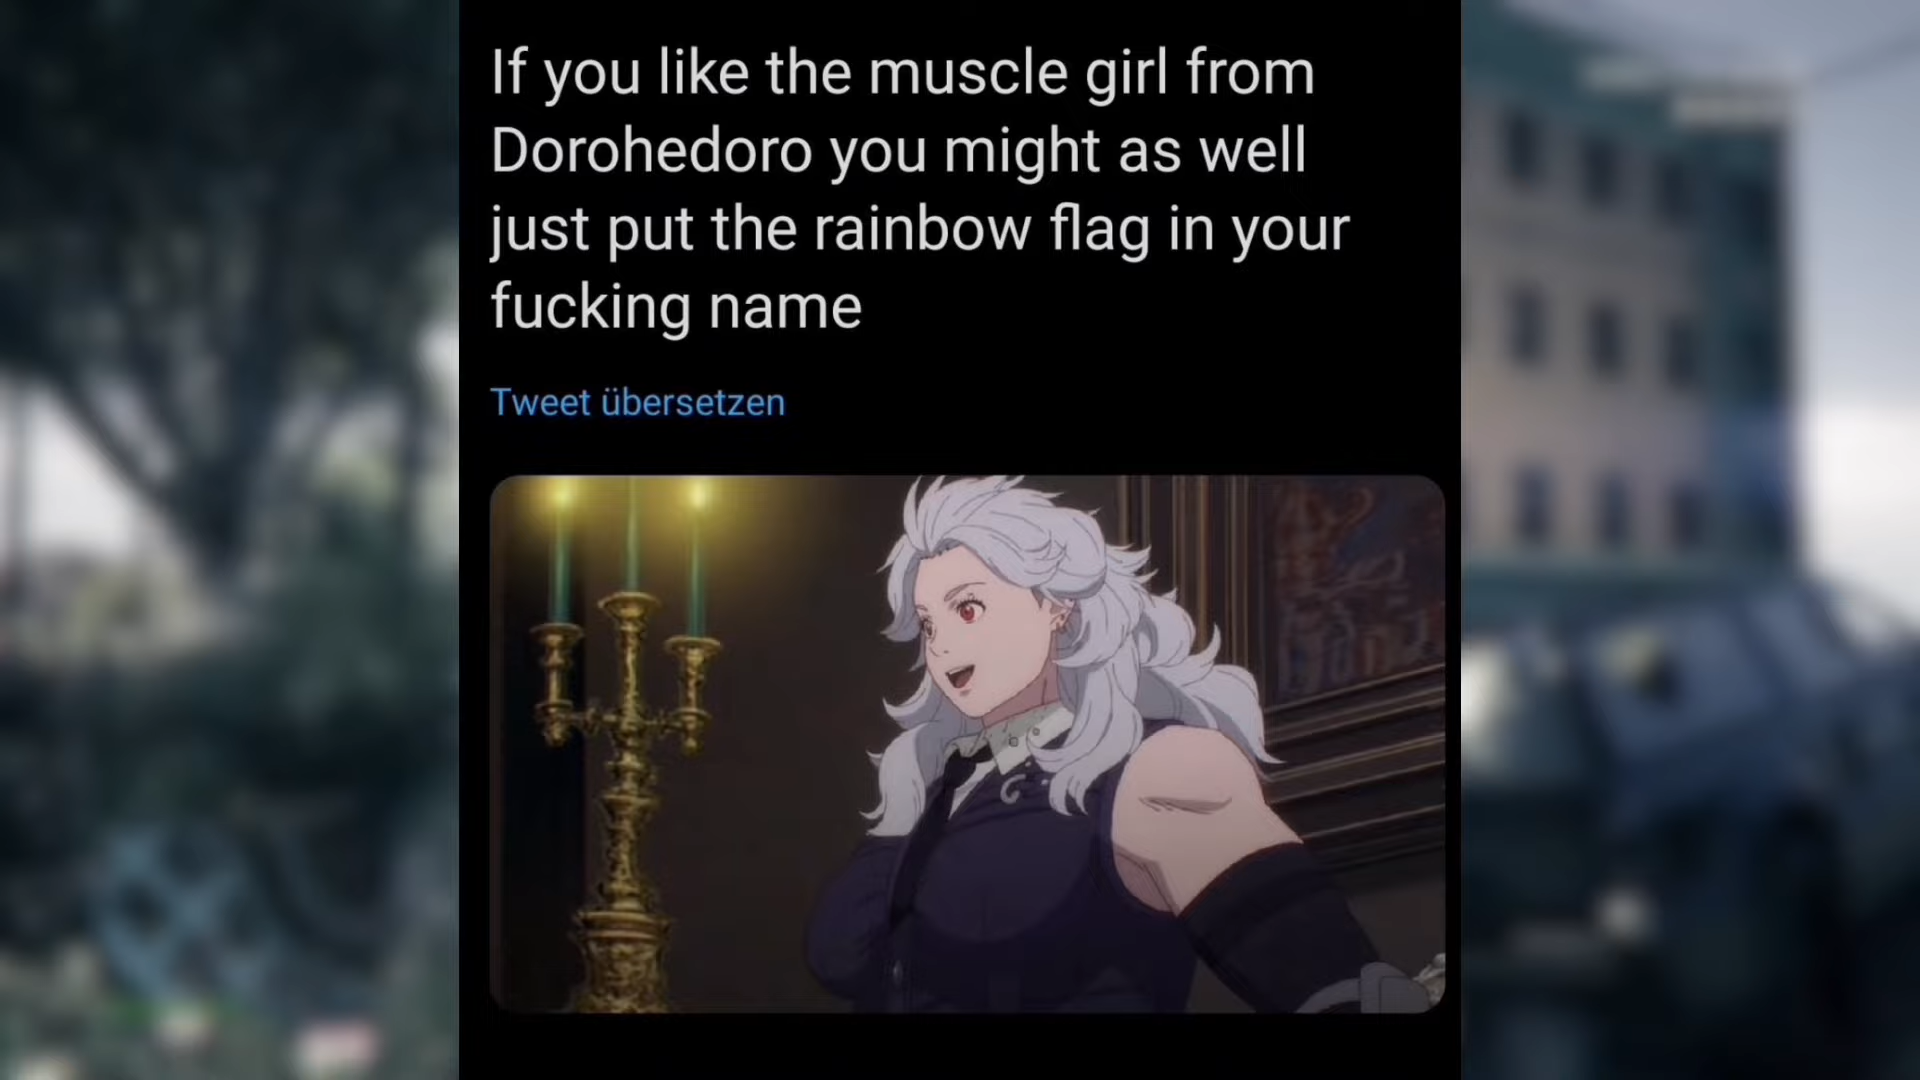 If you like the muscle girl from
Dorohedoro you might as well
just put the rainbow flag in your
fucking name
Tweet übersetzen